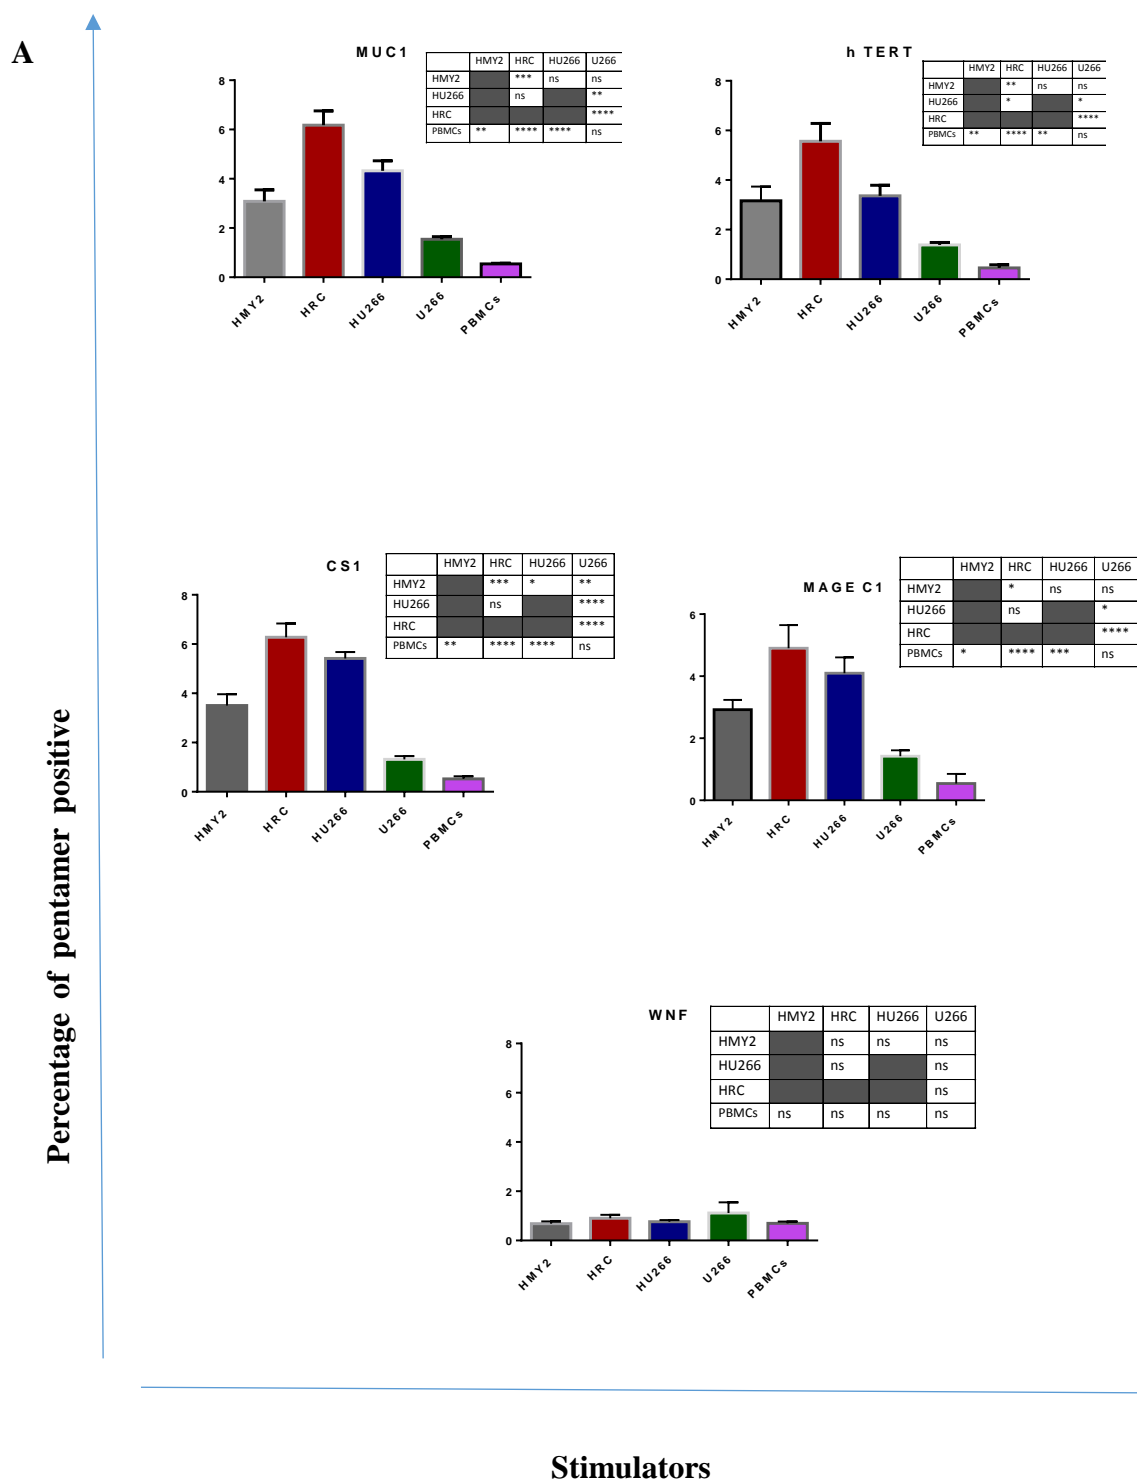 A
MUC1
HMY2 HRC HU266 U266
HMY2 *** ns ns
HU266 ns **
HRC ****
PBMCs ** **** **** ns
8
6
4
2
0
HMY2 HRC HU266 U266 PBMCs
h TERT
HMY2 HRC HU266 U266
HMY2 ** ns ns
HU266 * *
HRC ****
PBMCs ** **** ** ns
8
6
4
2
0
HMY2 HRC HU266 U266 PBMCs
CS1
HMY2 HRC HU266 U266
HMY2 *** * **
HU266 ns ****
HRC ****
PBMCs ** **** **** ns
8
6
4
2
0
HMY2 HRC HU266 U266 PBMCs
MAGE C1
HMY2 HRC HU266 U266
HMY2 * ns ns
HU266 ns *
HRC ****
PBMCs * **** *** ns
6
4
2
0
HMY2 HRC HU266 U266 PBMCs
WNF
HMY2 HRC HU266 U266
HMY2 ns ns ns
HU266 ns ns
HRC ns
PBMCs ns ns ns ns
8
6
4
2
0
HMY2 HRC HU266 U266 PBMCs
Percentage of pentamer positive
Stimulators